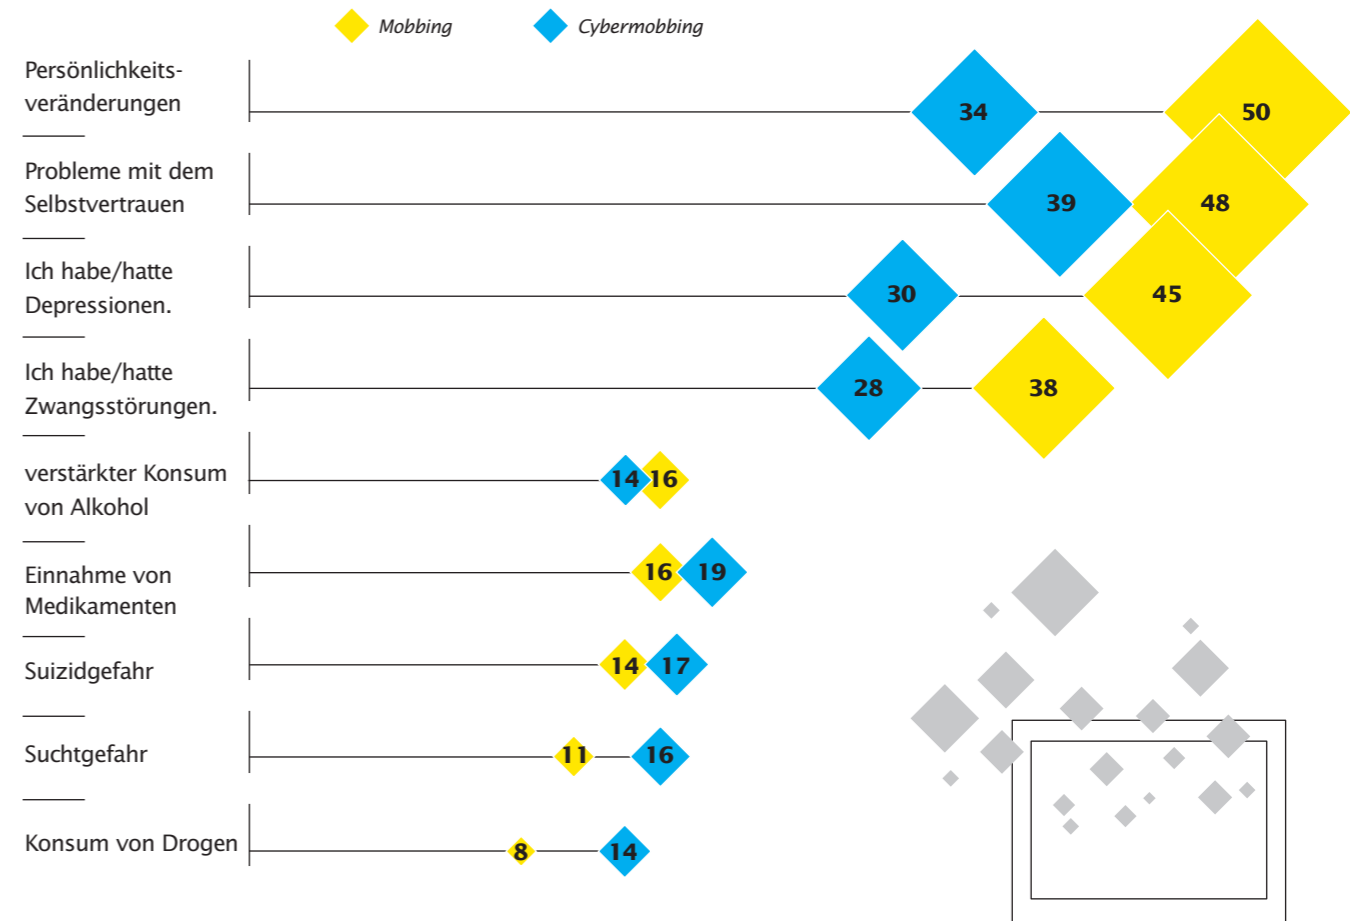 Mobbing Cybermobbing
Persönlichkeits-
veränderungen
34 50
Probleme mit dem
Selbstvertrauen
39 48
Ich habe/hatte
Depressionen.
30 45
Ich habe/hatte
Zwangsstörungen.
28 38
verstärkter Konsum
von Alkohol
14 16
Einnahme von
Medikamenten
16 19
Suizidgefahr
14 17
Suchtgefahr
11 16
Konsum von Drogen
8 14